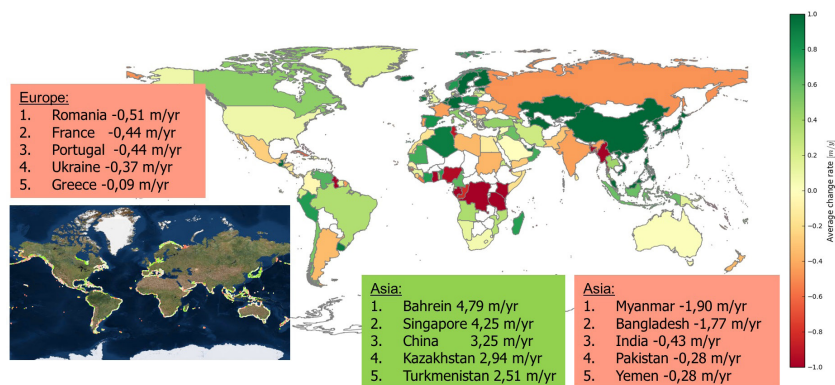 Europe:
1. Romania -0,51 m/yr
2. France -0,44 m/yr
3. Portugal -0,44 m/yr
4. Ukraine -0,37 m/yr
5. Greece -0,09 m/yr
Asia:
1. Bahrein 4,79 m/yr
2. Singapore 4,25 m/yr
3. China 3,25 m/yr
4. Kazakhstan 2,94 m/yr
5. Turkmenistan 2,51 m/yr
Asia:
1. Myanmar -1,90 m/yr
2. Bangladesh -1,77 m/yr
3. India -0,43 m/yr
4. Pakistan -0,28 m/yr
5. Yemen -0,28 m/yr
1.0
0.8
0.6
0.4
0.2
0.0
−0.2
−0.4
−0.6
−0.8
−1.0
Average change rate [m/y]